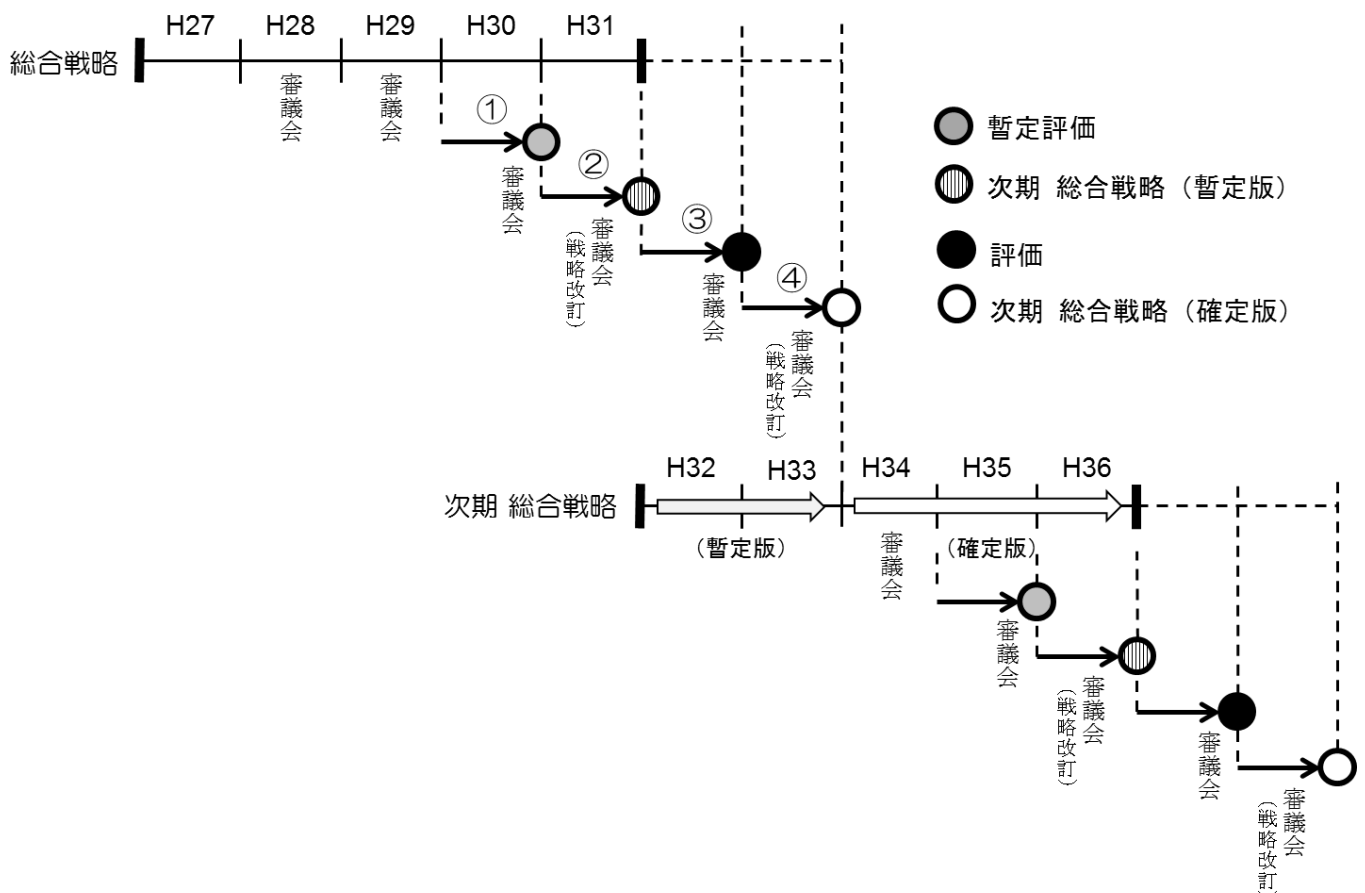 H27 H28 H29 H30 H31
総合戦略
審議会
審議会
①
審議会
②
審議会
(戦略改訂)
③
審議会
④
審議会
(戦略改訂)
暫定評価
次期 総合戦略（暫定版）
評価
次期 総合戦略（確定版）
H32 H33 H34 H35 H36
次期 総合戦略
（暫定版）
審議会
（確定版）
審議会
審議会
(戦略改訂)
審議会
審議会
(戦略改訂)